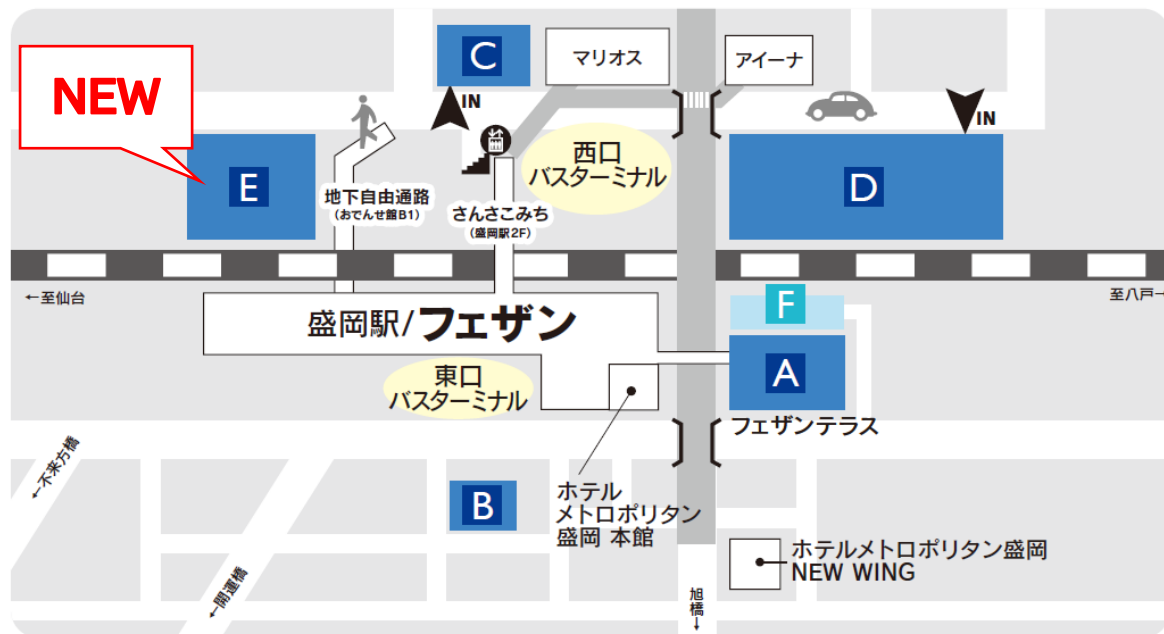 NEW
C
マリオス
アイーナ
IN
IN
西口
バスターミナル
E
D
地下自由通路
(おでんせ館B1)
さんさこみち
(盛岡駅2F)
←至仙台
至八戸→
盛岡駅/フェザン
F
A
東口
バスターミナル
フェザンテラス
←不来方橋
B
ホテル
メトロポリタン
盛岡 本館
ホテルメトロポリタン盛岡
NEW WING
←開運橋
旭橋→